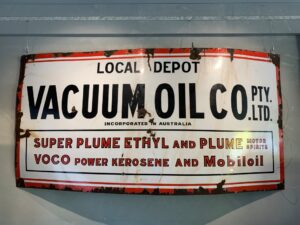 LOCAL DEPOT
VACUUM OIL CO. PTY. LTD.
INCORPORATED IN AUSTRALIA
SUPER PLUME ETHYL AND PLUME MOTOR SPIRITS
VOCO POWER KEROSENE AND Mobiloil